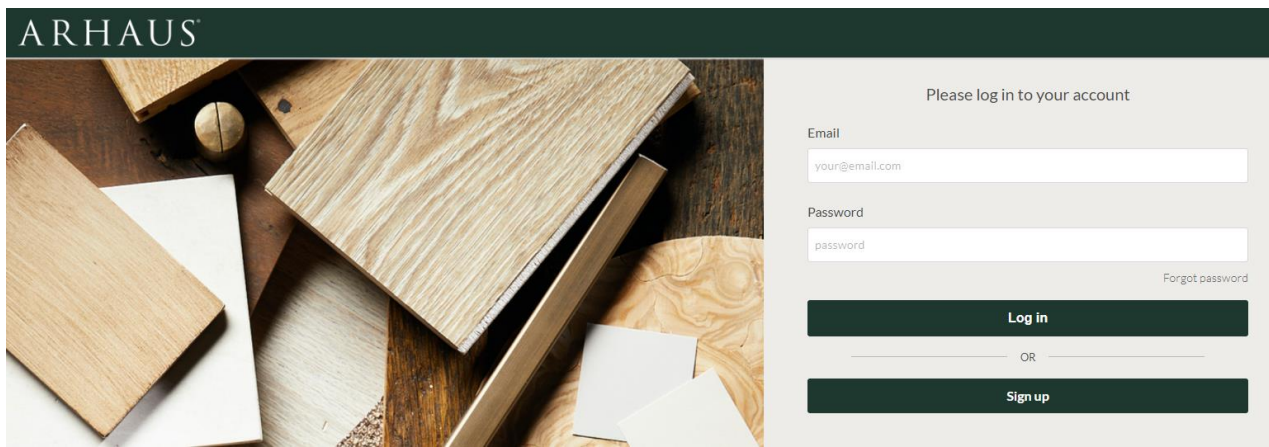 ARHAUS®
Please log in to your account
Email
your@email.com
Password
password
Forgot password
Log in
OR
Sign up